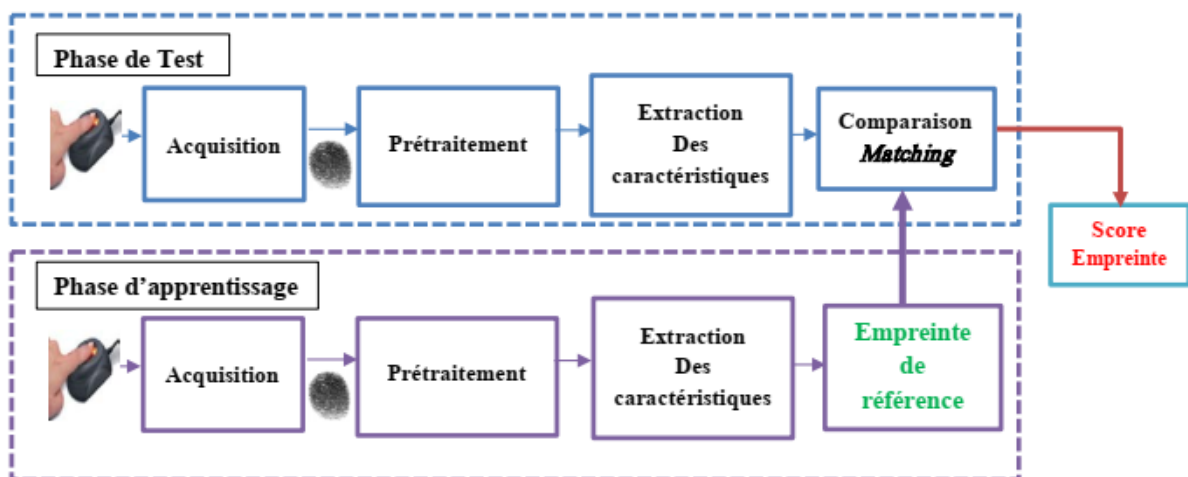 Phase de Test
Acquisition
Prétraitement
Extraction
Des
caractéristiques
Comparaison
Matching
Score
Empreinte
Phase d’apprentissage
Acquisition
Prétraitement
Extraction
Des
caractéristiques
Empreinte
de
référence